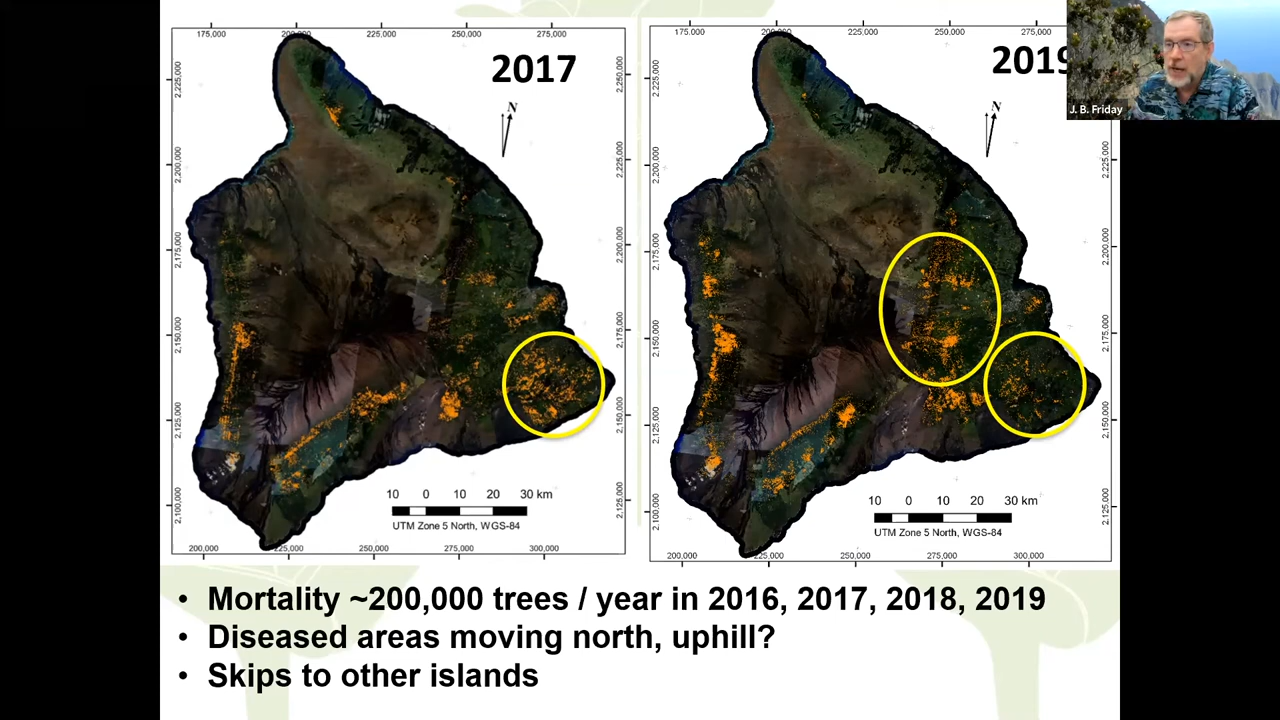 175,000 200,000 225,000 250,000 275,000
2017
N
2,225,000
2,200,000
2,175,000
2,150,000
2,125,000
2,100,000
2,250,000
2,225,000
2,200,000
2,175,000
2,150,000
2,125,000
10 0 10 20 30 km
UTM Zone 5 North, WGS-84
200,000 225,000 250,000 275,000 300,000
175,000 200,000 225,000 250,000 275,000
2019
N
J. B. Friday
2,225,000
2,200,000
2,175,000
2,150,000
2,125,000
2,100,000
2,225,000
2,200,000
2,175,000
2,150,000
2,125,000
10 0 10 20 30 km
UTM Zone 5 North, WGS-84
200,000 225,000 250,000 275,000 300,000
• Mortality ~200,000 trees / year in 2016, 2017, 2018, 2019
• Diseased areas moving north, uphill?
• Skips to other islands